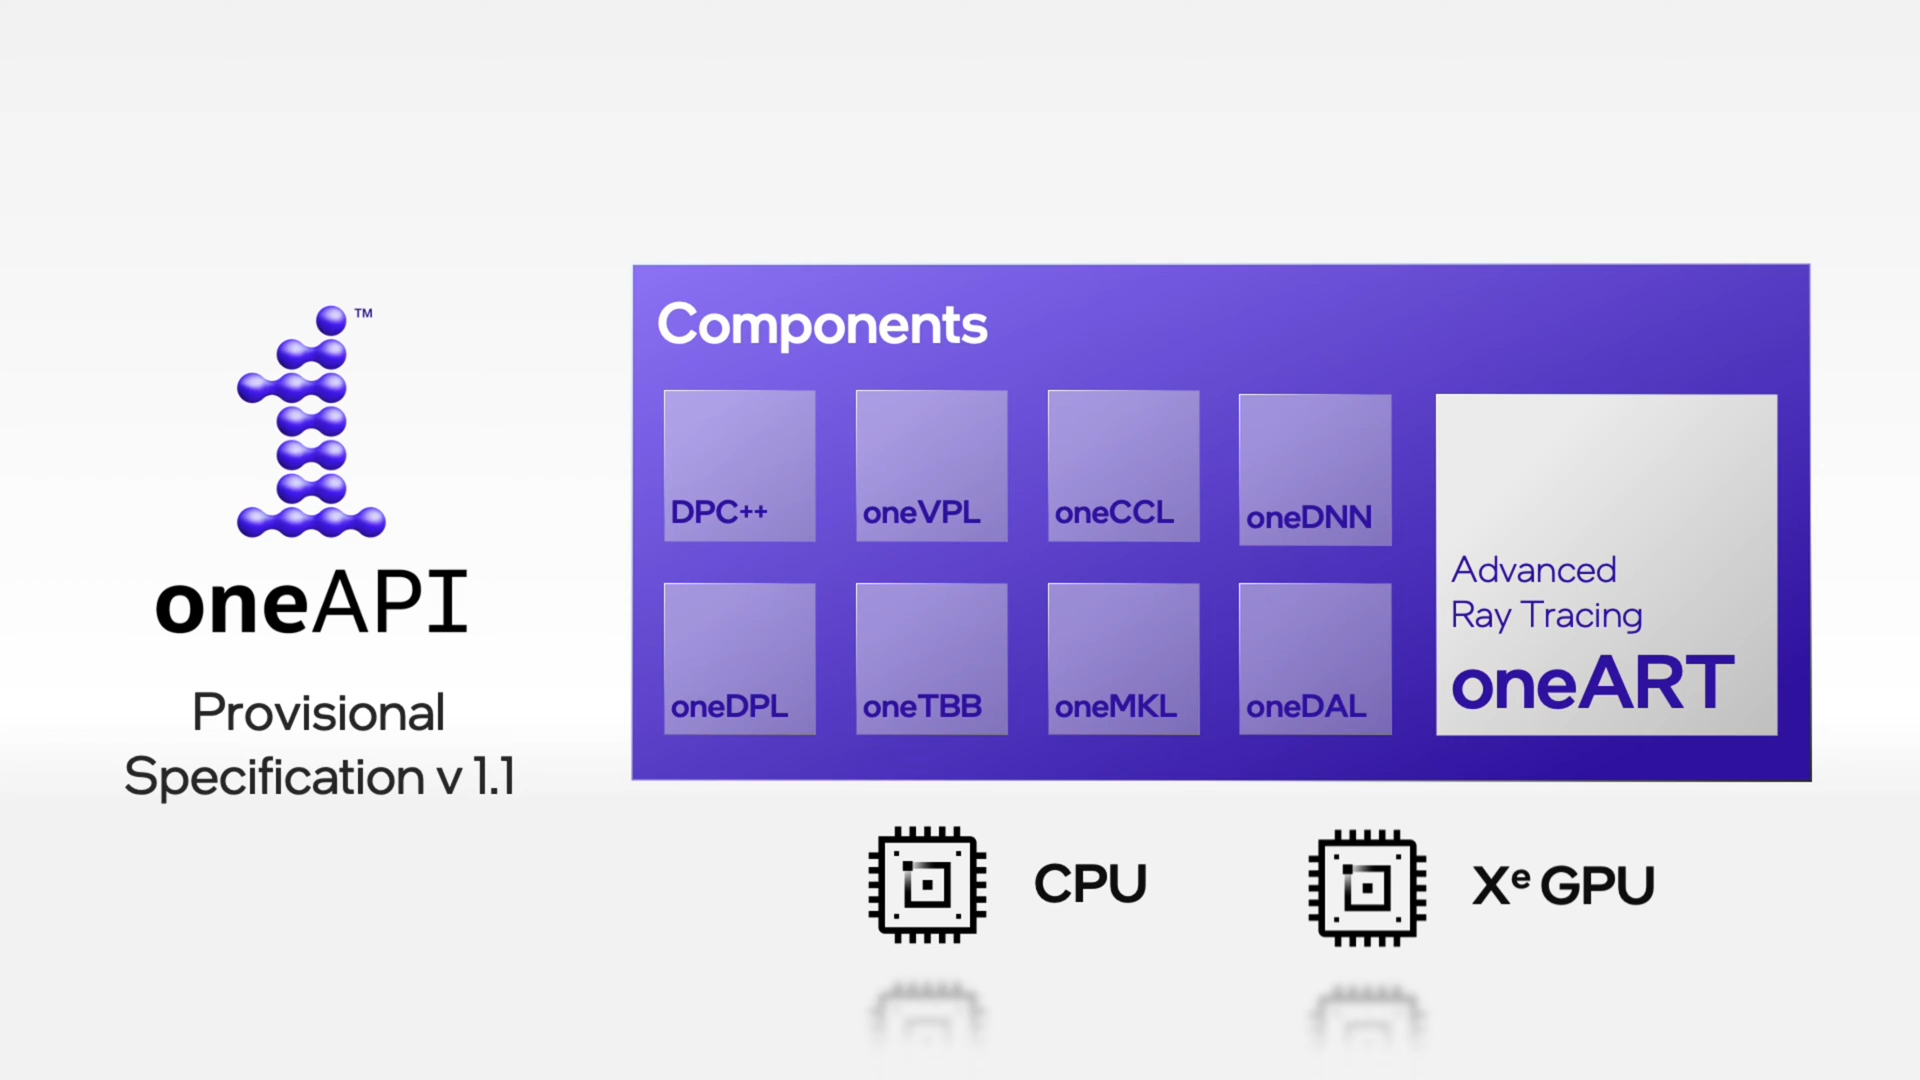 ™
oneAPI
Provisional
Specification v 1.1
Components
DPC++
oneVPL
oneCCL
oneDNN
oneDPL
oneTBB
oneMKL
oneDAL
Advanced
Ray Tracing
oneART
CPU
Xᵉ GPU